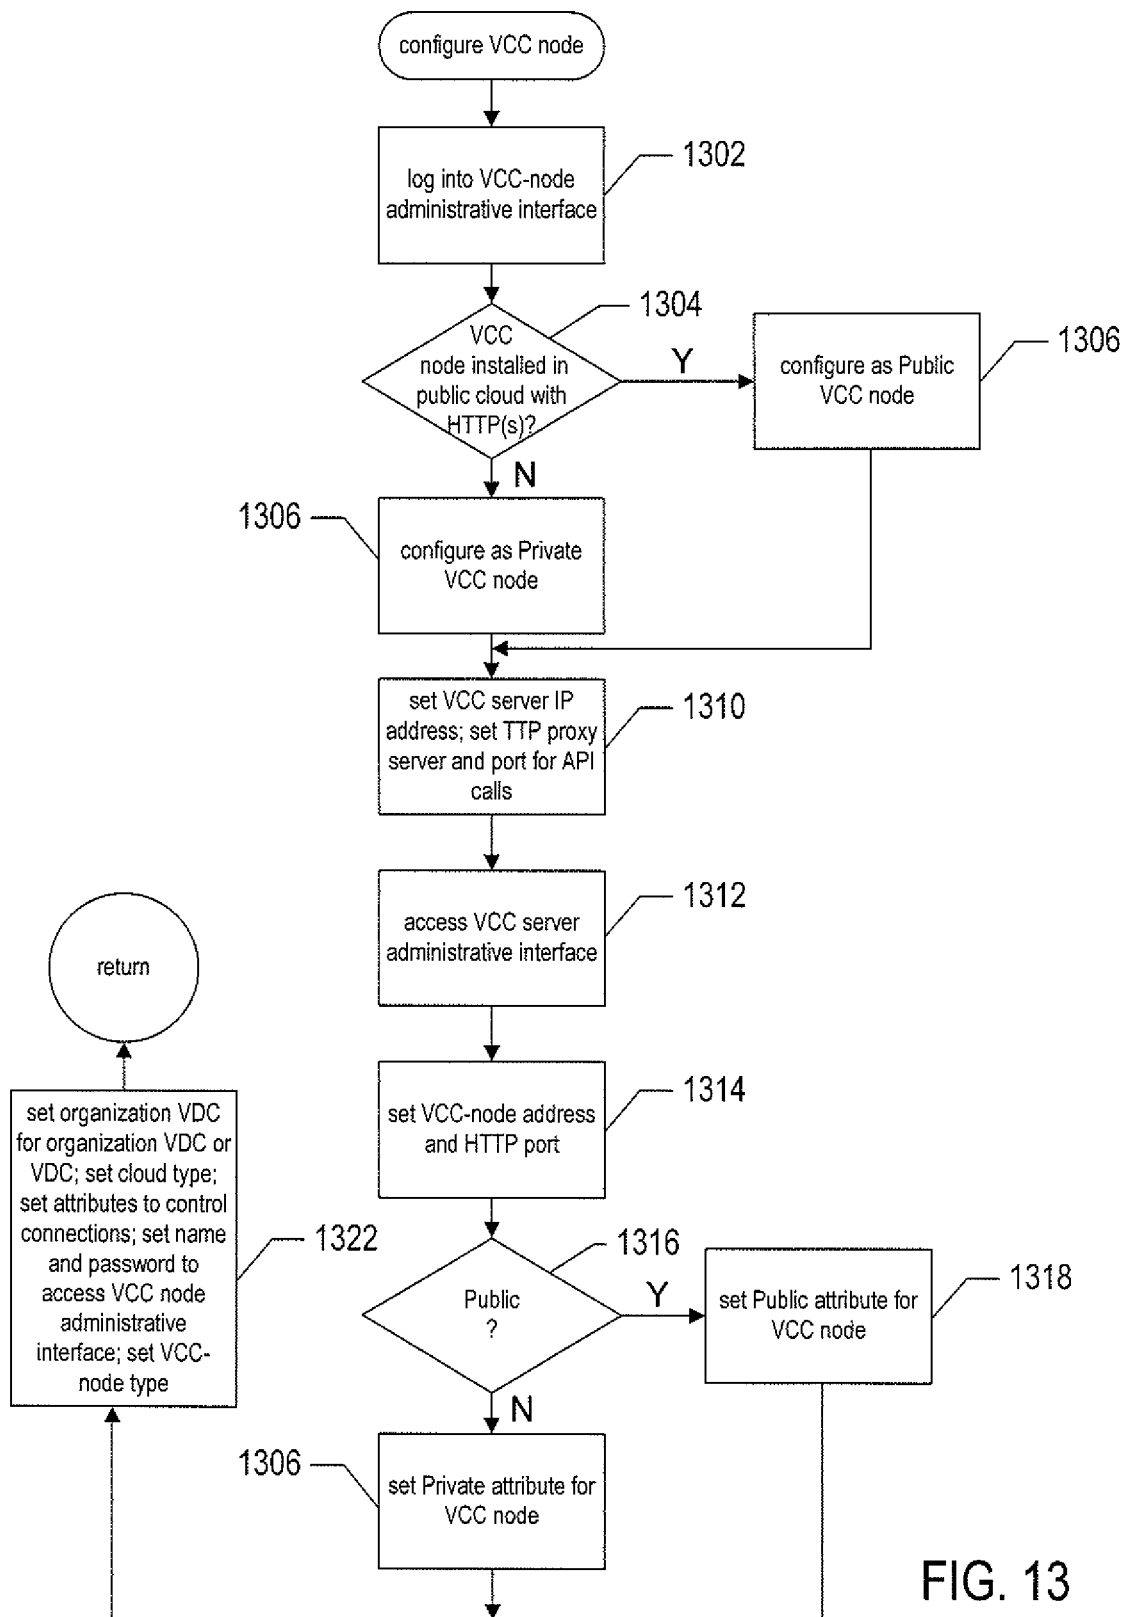 configure VCC node
1302
log into VCC-node
administrative interface
1304
VCC
node installed in
public cloud with
HTTP(s)?
Y
1306
configure as Public
VCC node
N
1306
configure as Private
VCC node
1310
set VCC server IP
address; set TTP proxy
server and port for API
calls
1312
access VCC server
administrative interface
return
1314
set VCC-node address
and HTTP port
set organization VDC
for organization VDC or
VDC; set cloud type;
set attributes to control
connections; set name
and password to
access VCC node
administrative
interface; set VCC-
node type
1322
1316
Public
?
Y
1318
set Public attribute for
VCC node
N
1306
set Private attribute for
VCC node
FIG. 13